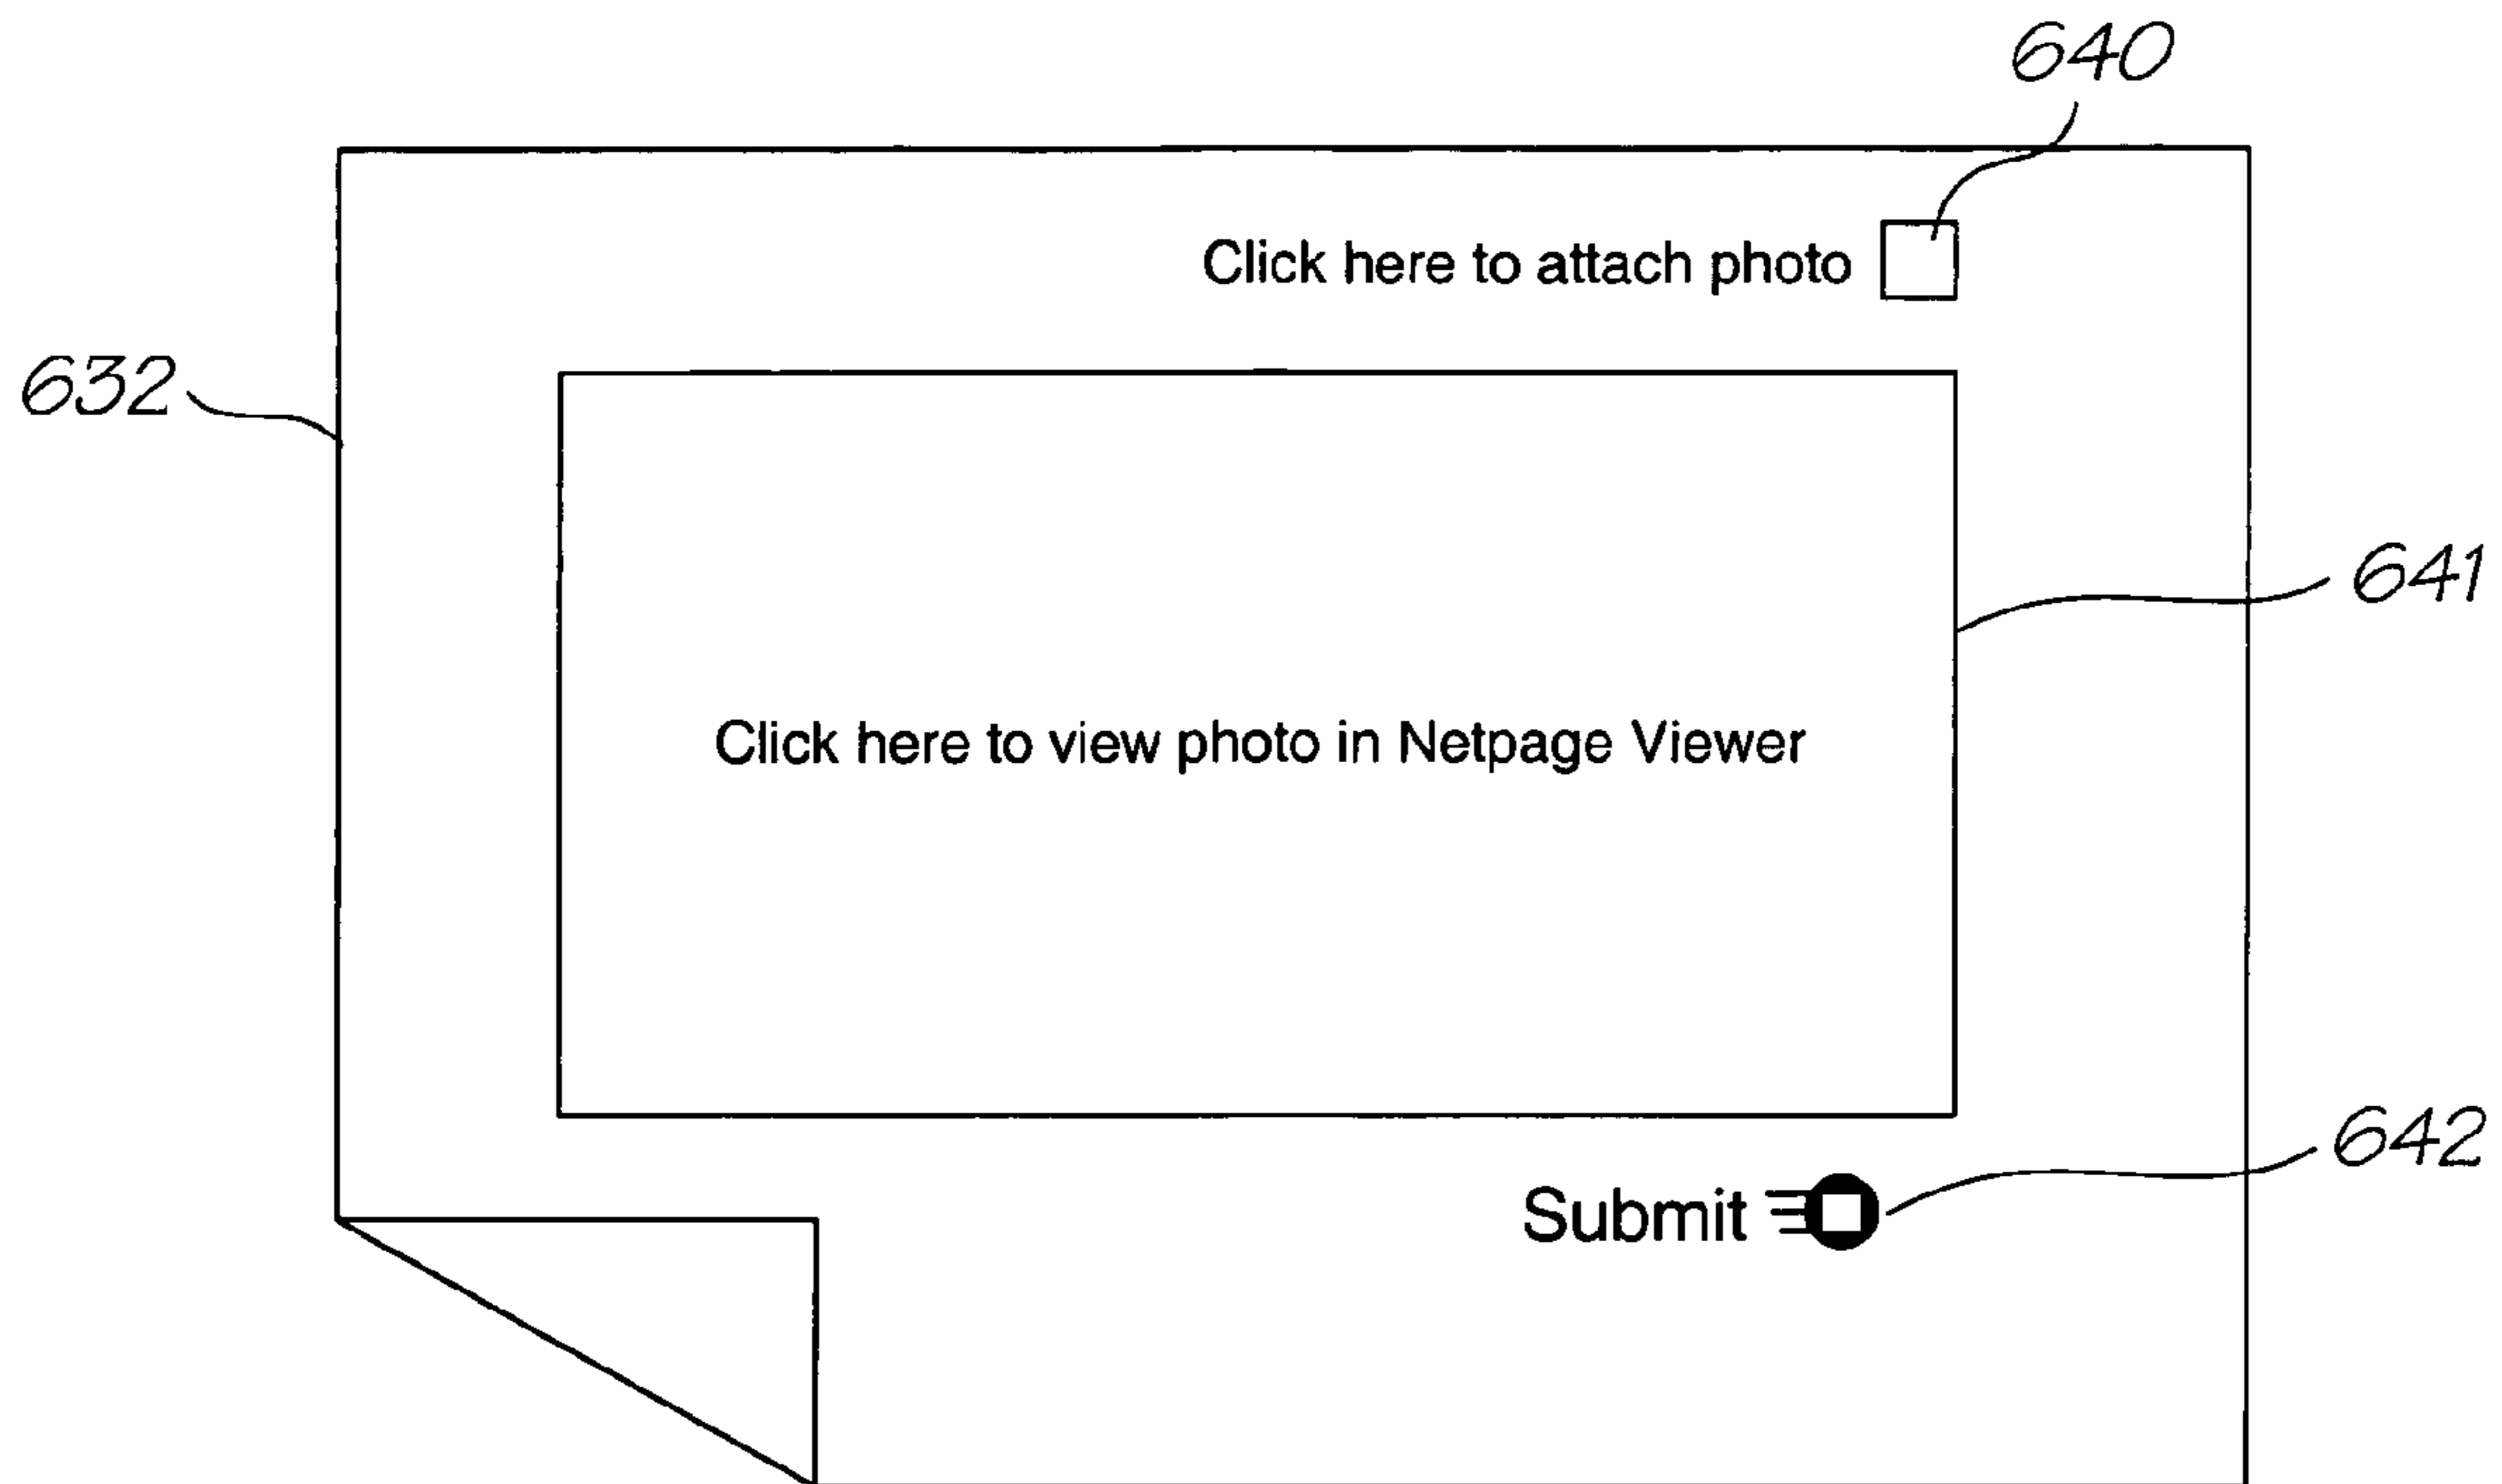 640
Click here to attach photo
632
641
Click here to view photo in Netpage Viewer
642
Submit